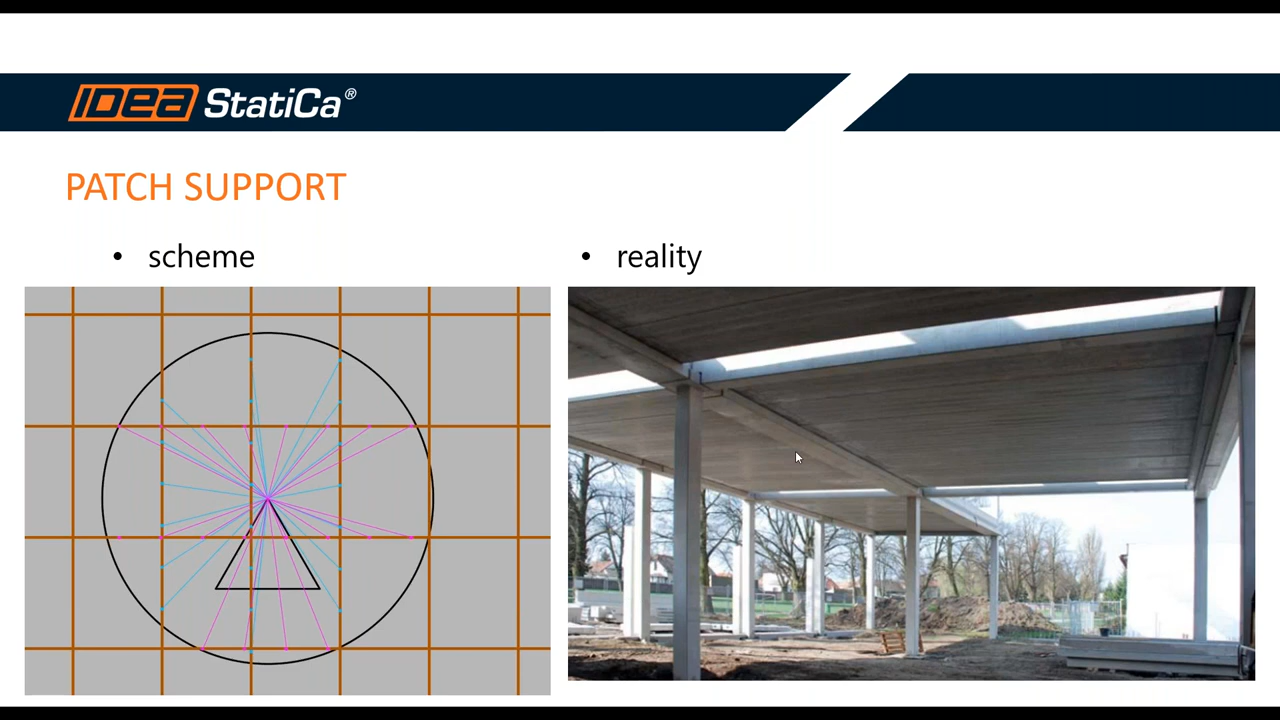 IDEA StatiCa®
PATCH SUPPORT
• scheme
• reality